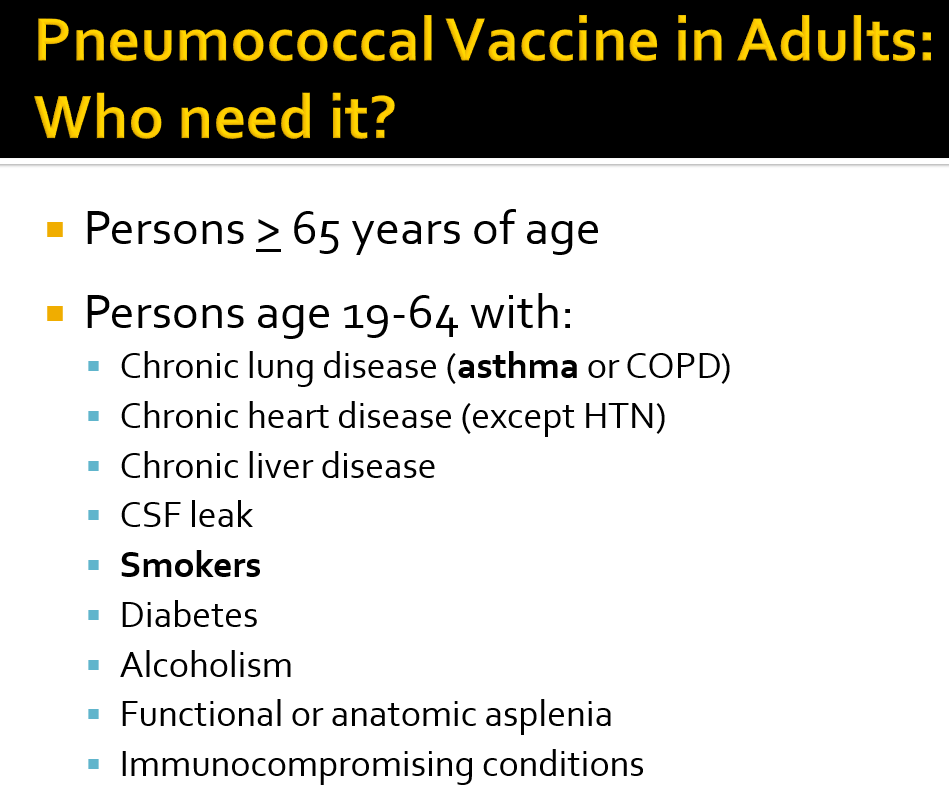 Pneumococcal Vaccine in Adults:
Who need it?
Persons ≥ 65 years of age
Persons age 19-64 with:
Chronic lung disease (asthma or COPD)
Chronic heart disease (except HTN)
Chronic liver disease
CSF leak
Smokers
Diabetes
Alcoholism
Functional or anatomic asplenia
Immunocompromising conditions